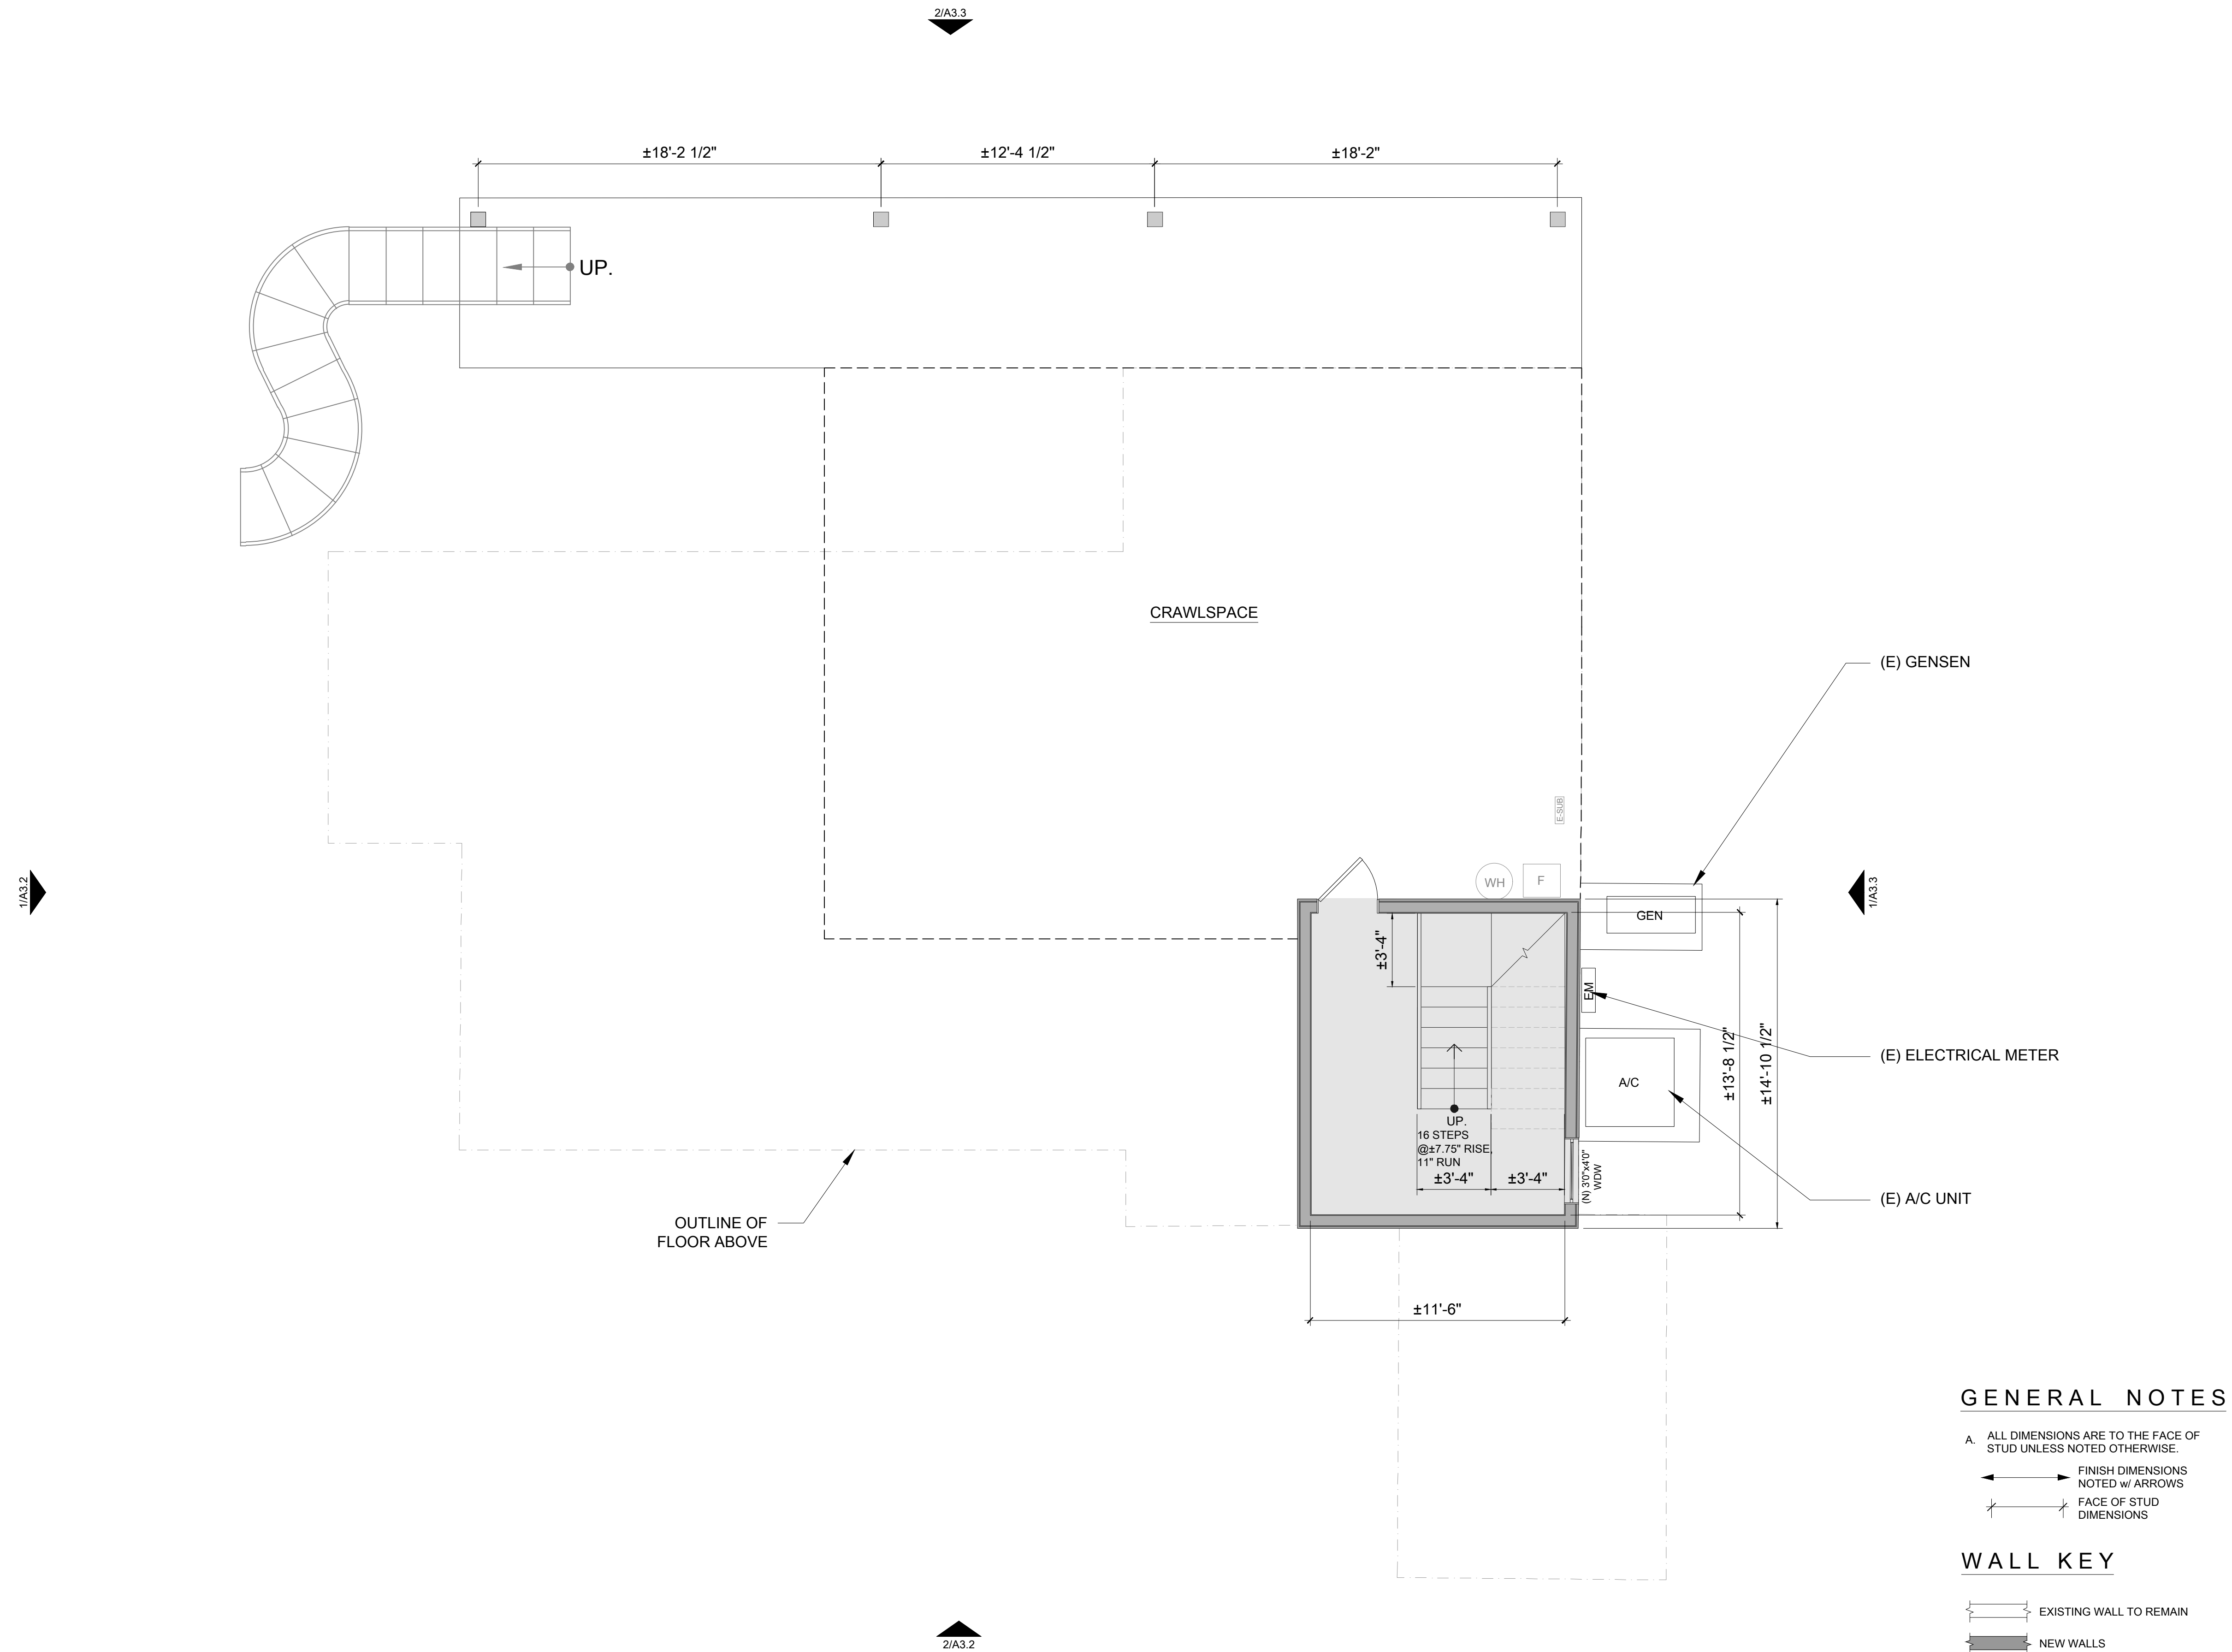 2/A3.3
±18'-2 1/2"
±12'-4 1/2"
±18'-2"
UP.
CRAWLSPACE
(E) GENSEN
E-SUB
1/A3.2
WH
F
GEN
1/A3.3
±3'-4"
EM
(E) ELECTRICAL METER
±13'-8 1/2"
±14'-10 1/2"
A/C
UP.
16 STEPS
@±7.75" RISE,
11" RUN
±3'-4"
±3'-4"
(N) 3'0"x4'0"
WDW
(E) A/C UNIT
OUTLINE OF
FLOOR ABOVE
±11'-6"
GENERAL NOTES
A. ALL DIMENSIONS ARE TO THE FACE OF
STUD UNLESS NOTED OTHERWISE.
FINISH DIMENSIONS
NOTED w/ ARROWS
FACE OF STUD
DIMENSIONS
WALL KEY
EXISTING WALL TO REMAIN
NEW WALLS
2/A3.2